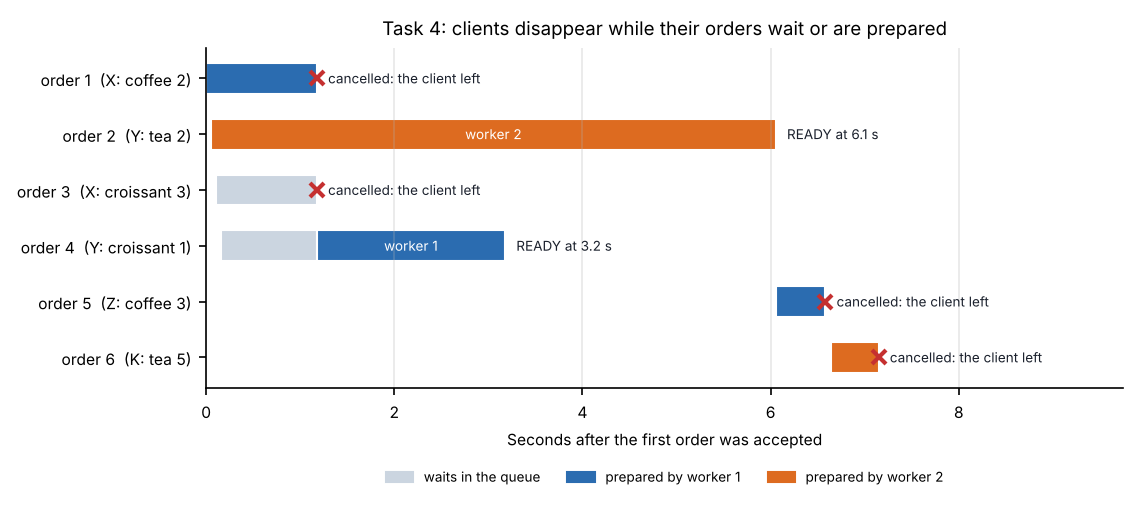 Task 4: clients disappear while their orders wait or are prepared
order 1 (X: coffee 2)
cancelled: the client left
order 2 (Y: tea 2)
worker 2
READY at 6.1 s
order 3 (X: croissant 3)
cancelled: the client left
order 4 (Y: croissant 1)
worker 1
READY at 3.2 s
order 5 (Z: coffee 3)
cancelled: the client left
order 6 (K: tea 5)
cancelled: the client left
0 2 4 6 8
Seconds after the first order was accepted
waits in the queue prepared by worker 1 prepared by worker 2